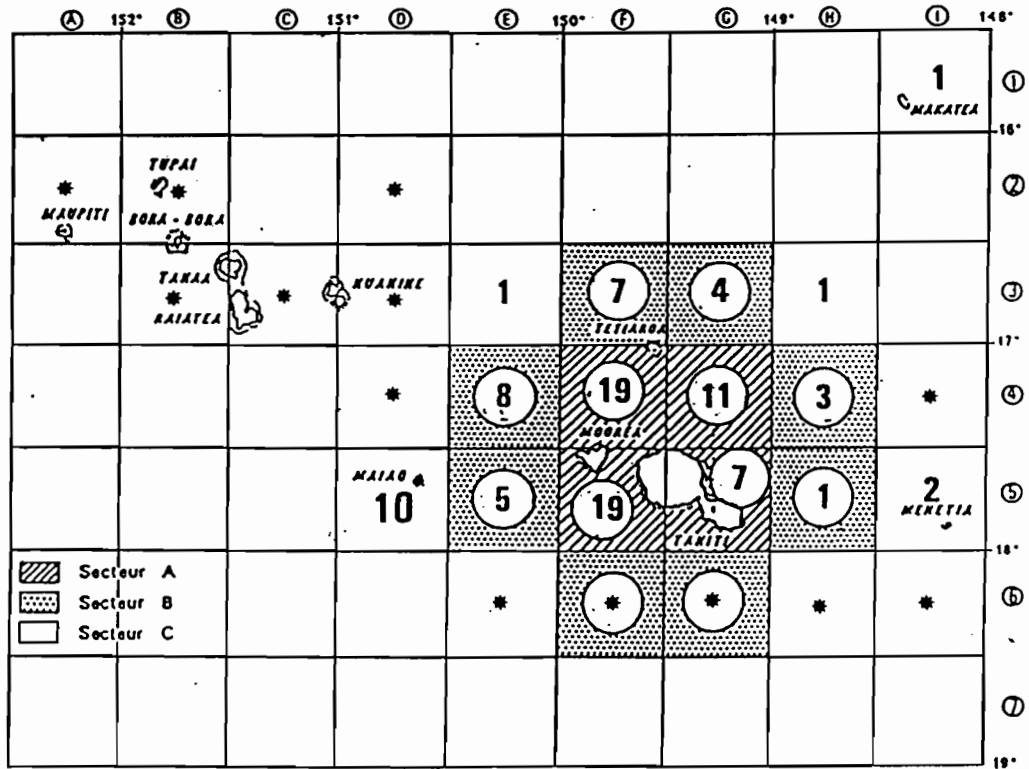 A 152° B C 151° D E 150° F G 149° H I 148°
1 1
MAKATEA
16°
TUPAI
* * * 2
MAUPITI BORA-BORA
TAHAA HUAHINE
* * * 1 7 4 1 3
RAIATEA TETIAROA
17°
* 8 19 11 3 * 4
MOOREA
MAIAO
10 5 19 7 1 2 5
MEHETIA
TAHITI
18°
Secteur A
Secteur B
Secteur C
* * * * * 6
7
19°